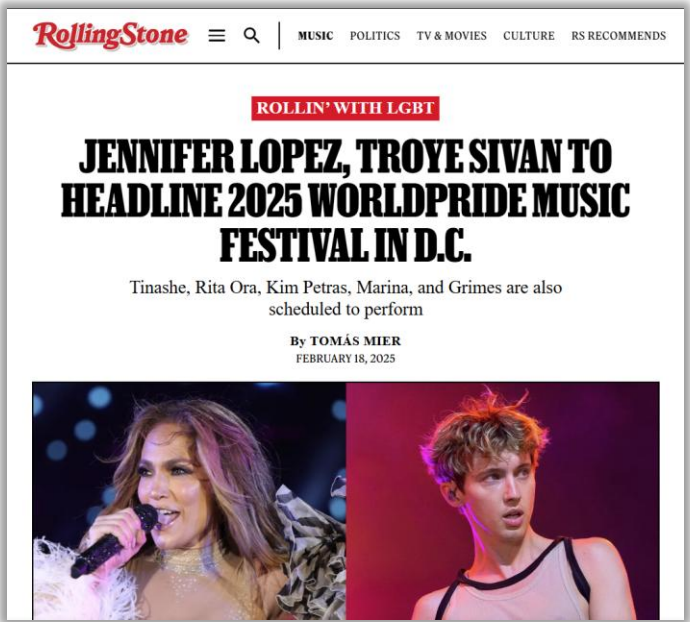 RollingStone MUSIC POLITICS TV & MOVIES CULTURE RS RECOMMENDS
ROLLIN' WITH LGBT
JENNIFER LOPEZ, TROYE SIVAN TO
HEADLINE 2025 WORLDPRIDE MUSIC
FESTIVAL IN D.C.
Tinashe, Rita Ora, Kim Petras, Marina, and Grimes are also
scheduled to perform
By TOMÁS MIER
FEBRUARY 18, 2025